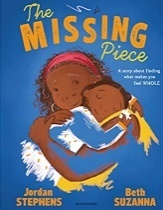 The
MISSING
Piece
A story about finding
what makes you
feel WHOLE
Jordan
STEPHENS
Beth
SUZANNA